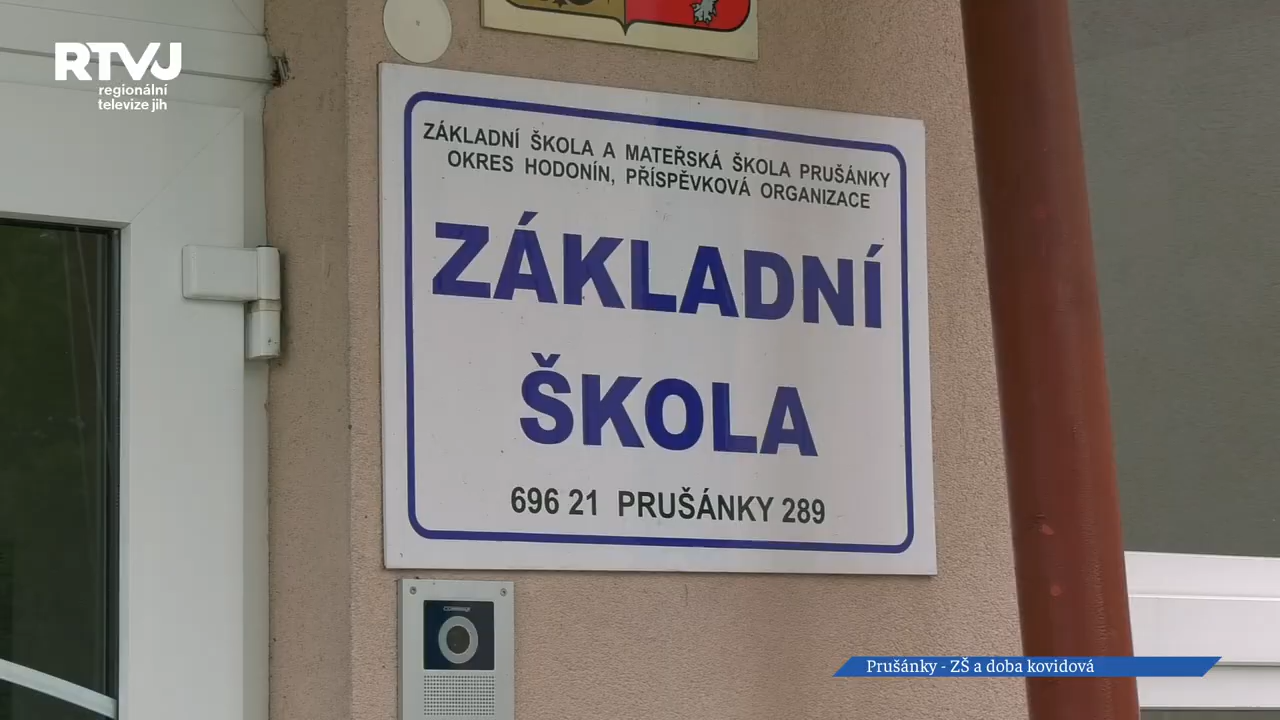 RTVJ
regionální
televize jih
ZÁKLADNÍ ŠKOLA A MATEŘSKÁ ŠKOLA PRUŠÁNKY
OKRES HODONÍN, PŘÍSPĚVKOVÁ ORGANIZACE
ZÁKLADNÍ
ŠKOLA
696 21 PRUŠÁNKY 289
Prušánky - ZŠ a doba kovidová